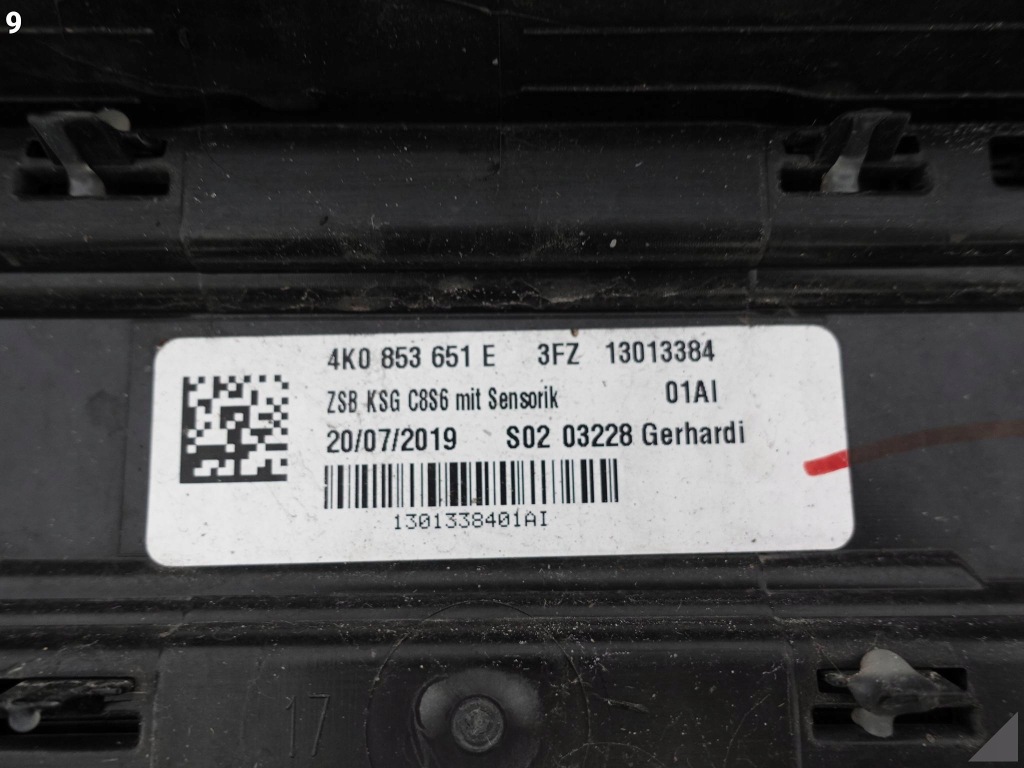 9
4K0 853 651 E 3FZ 13013384
ZSB KSG C8S6 mit Sensorik 01AI
20/07/2019 S02 03228 Gerhardi
1301338401AI
17